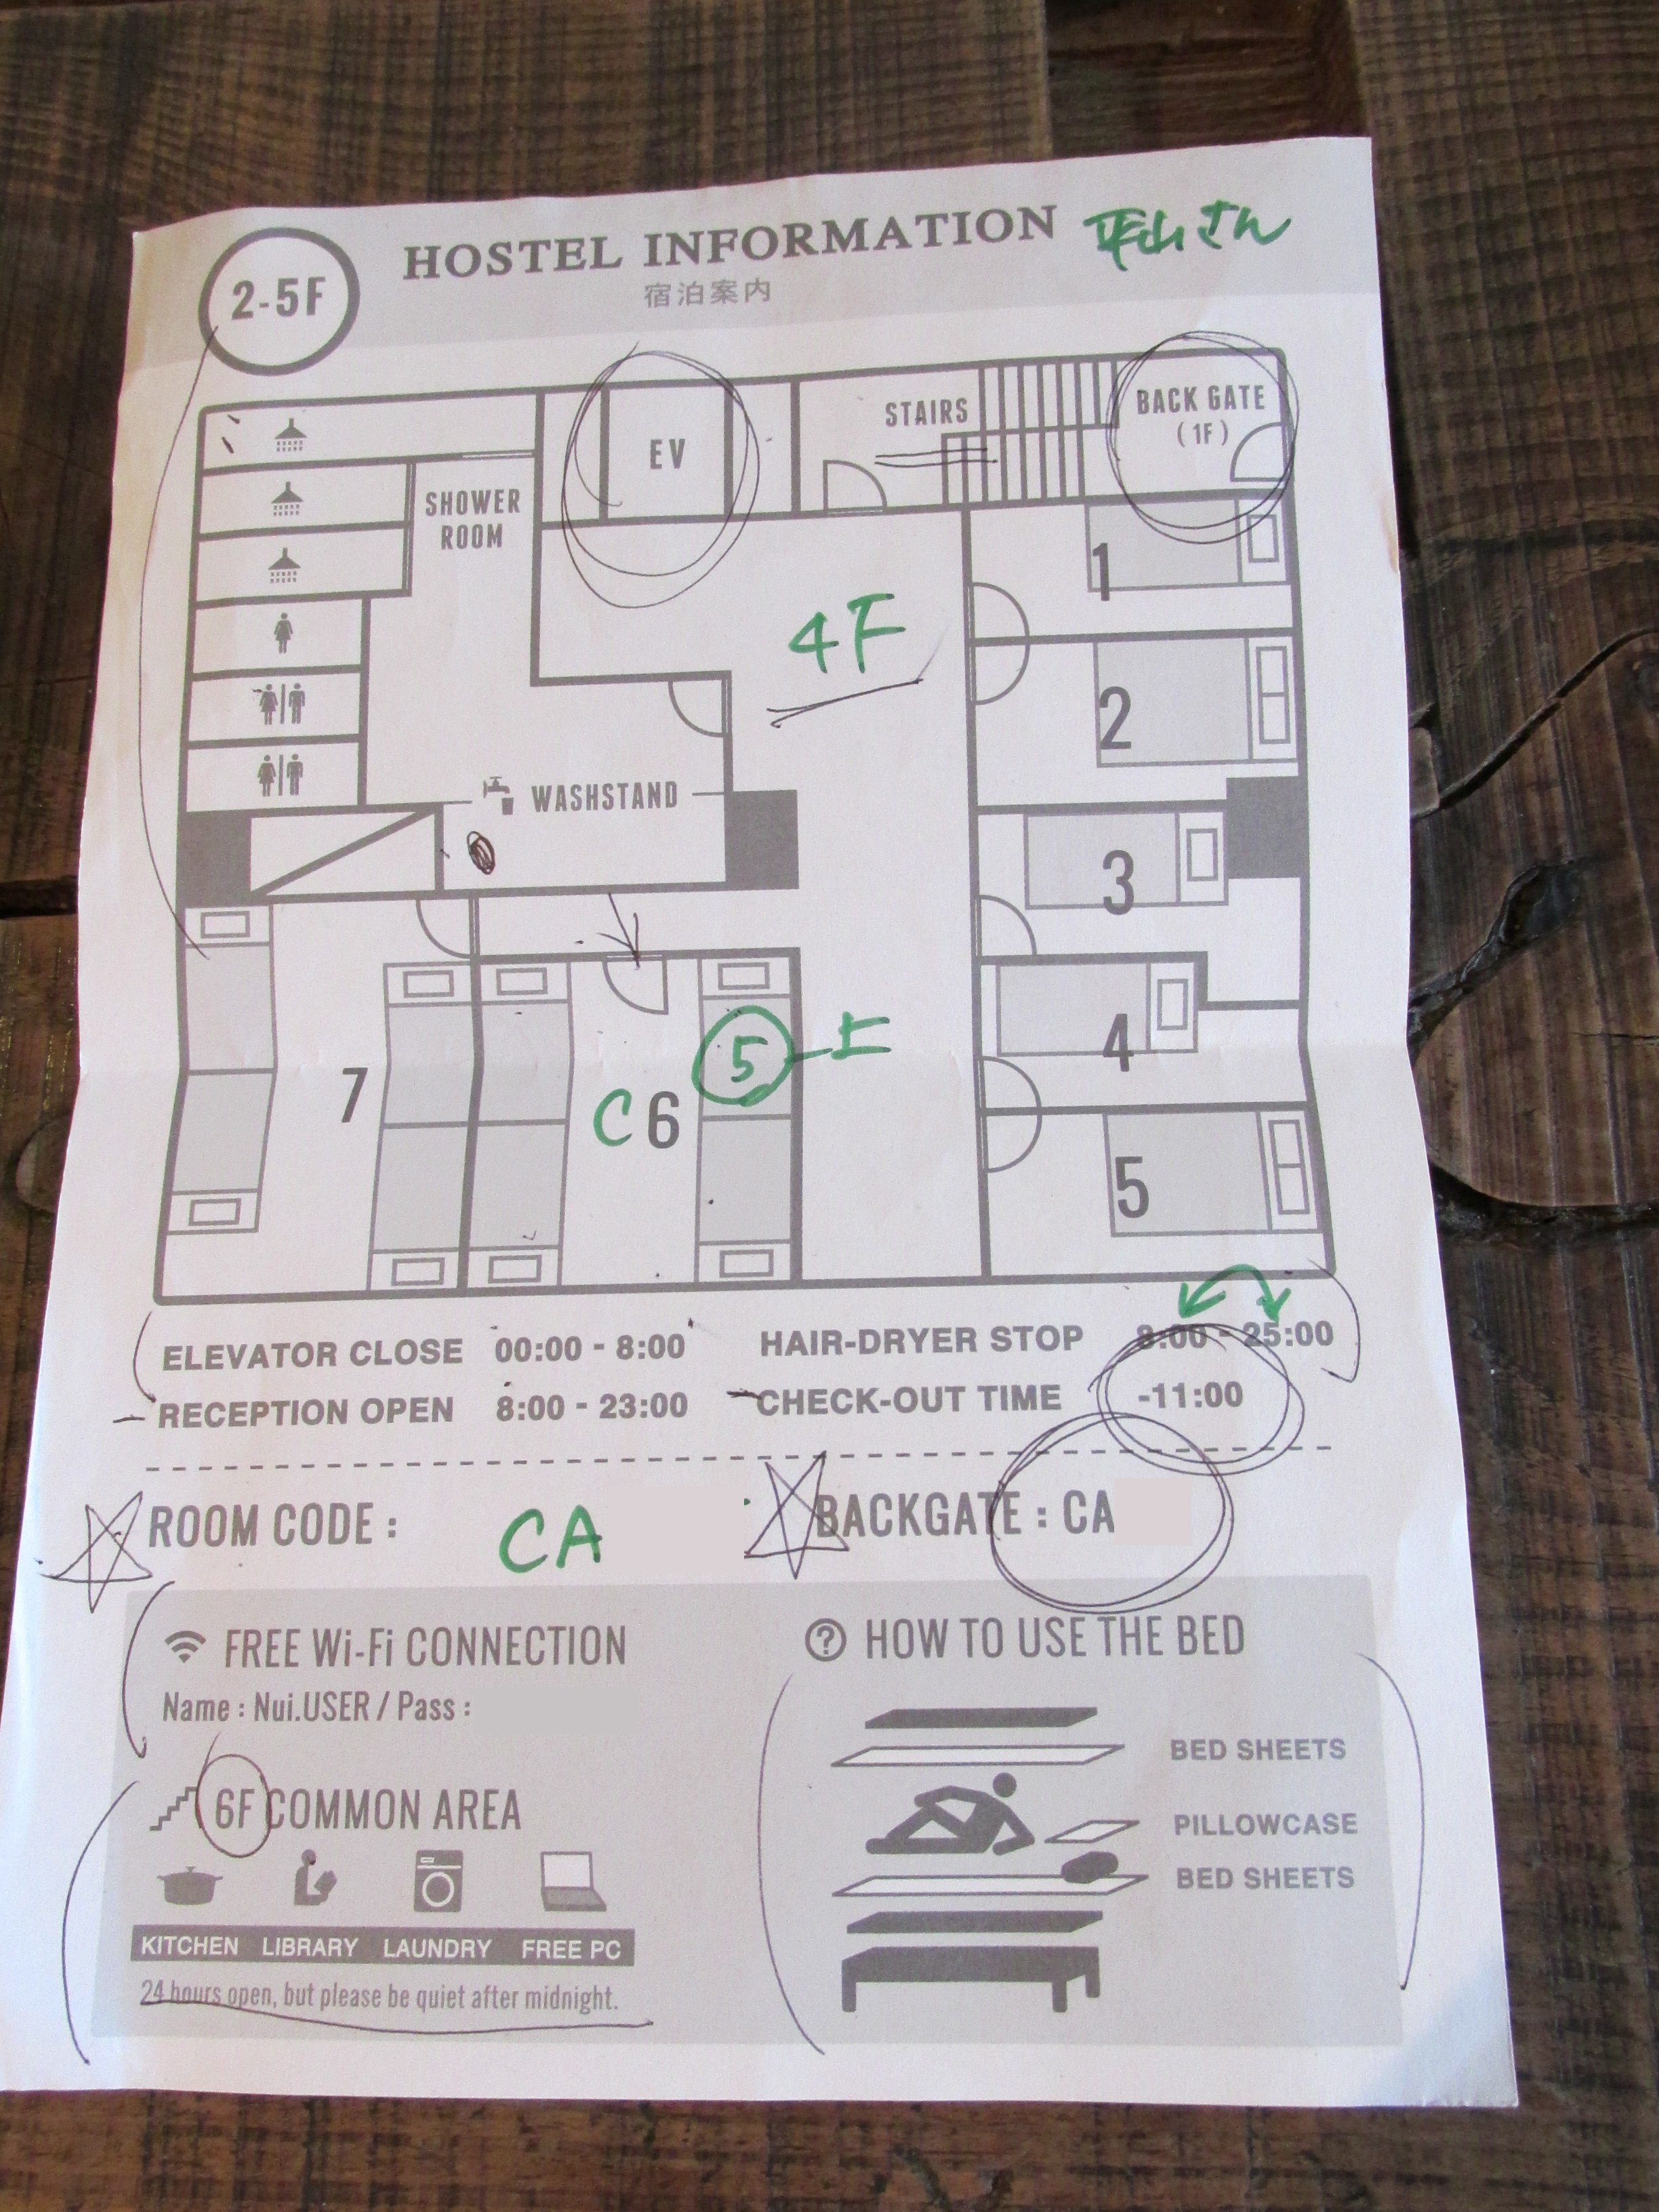 HOSTEL INFORMATION
さん
宿泊案内
2-5F
EV
STAIRS
BACK GATE
(1F)
SHOWER
ROOM
1
4F
2
WASHSTAND
3
4
5
上
7
C6
5
ELEVATOR CLOSE 00:00 - 8:00
HAIR-DRYER STOP 8:00 - 25:00
RECEPTION OPEN 8:00 - 23:00
CHECK-OUT TIME -11:00
ROOM CODE : CA
BACKGATE : CA
FREE Wi-Fi CONNECTION
Name : Nui.USER / Pass :
6F COMMON AREA
KITCHEN LIBRARY LAUNDRY FREE PC
24 hours open, but please be quiet after midnight.
? HOW TO USE THE BED
BED SHEETS
PILLOWCASE
BED SHEETS